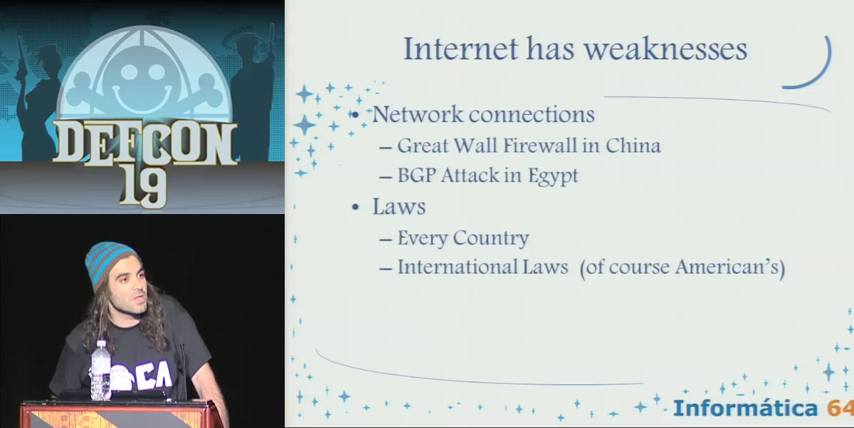 DEFCON
19
Internet has weaknesses
• Network connections
– Great Wall Firewall in China
– BGP Attack in Egypt
• Laws
– Every Country
– International Laws (of course American's)
Informática 64